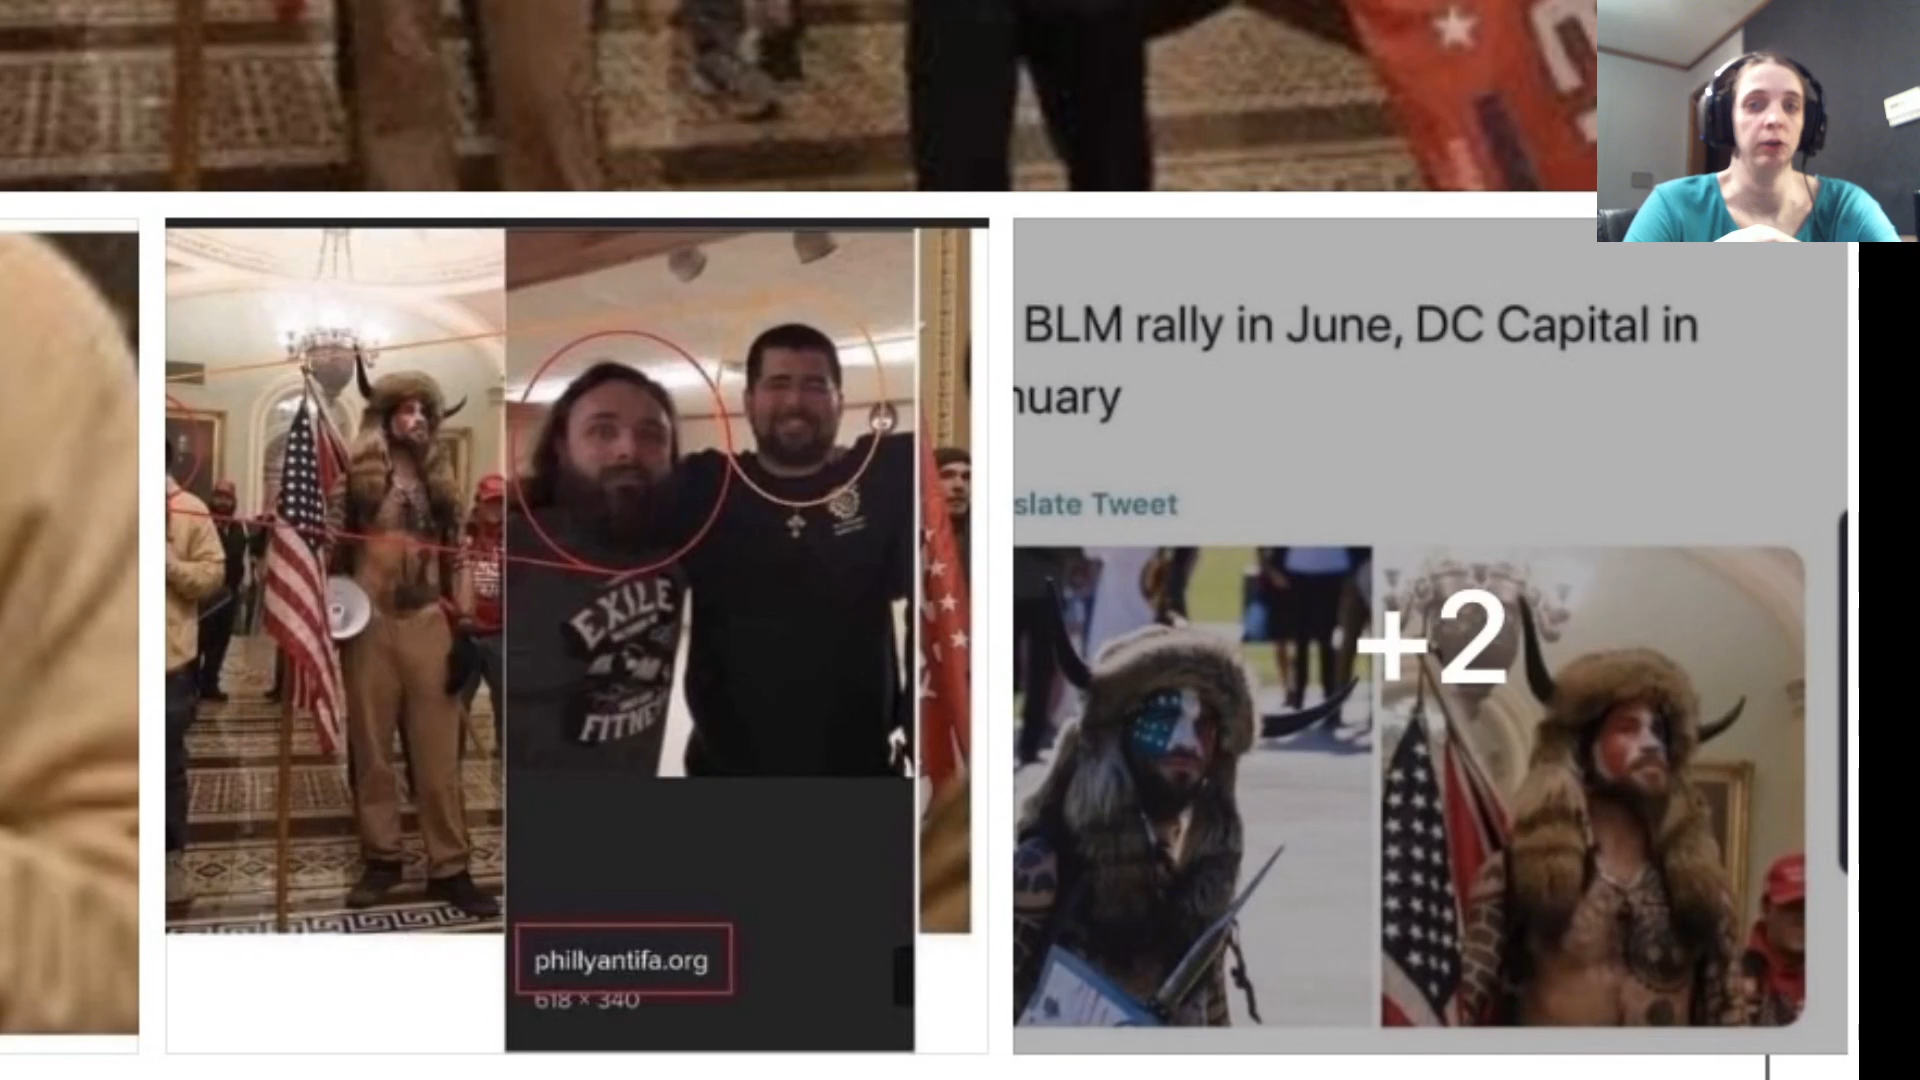 EXILE
FITNE
phillyantifa.org
618 × 340
BLM rally in June, DC Capital in
nuary
slate Tweet
+2